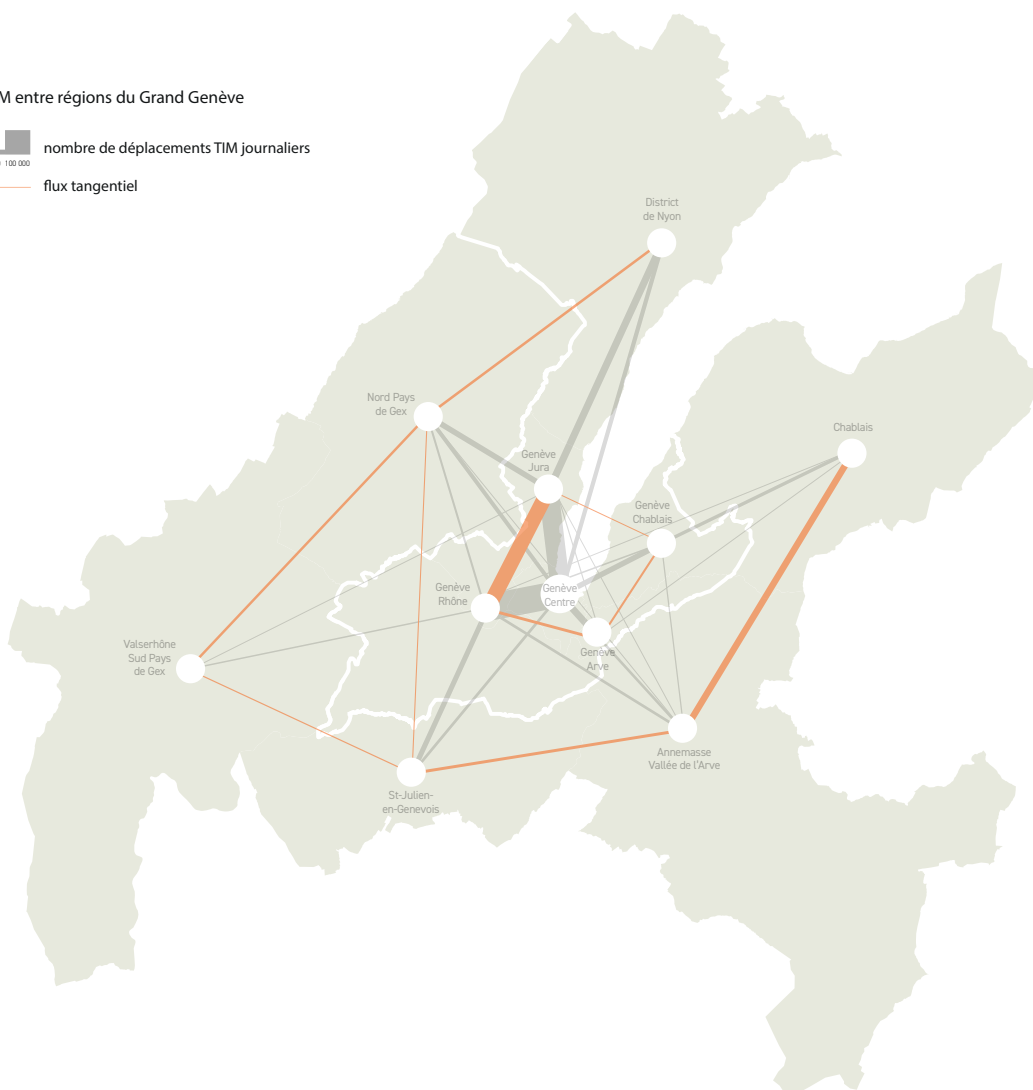 M entre régions du Grand Genève
nombre de déplacements TIM journaliers
100 000
flux tangentiel
District
de Nyon
Nord Pays
de Gex
Chablais
Genève
Jura
Genève
Chablais
Genève
Rhône
Genève
Centre
Genève
Arve
Valserhône
Sud Pays
de Gex
Annemasse
Vallée de l'Arve
St-Julien-
en-Genevois